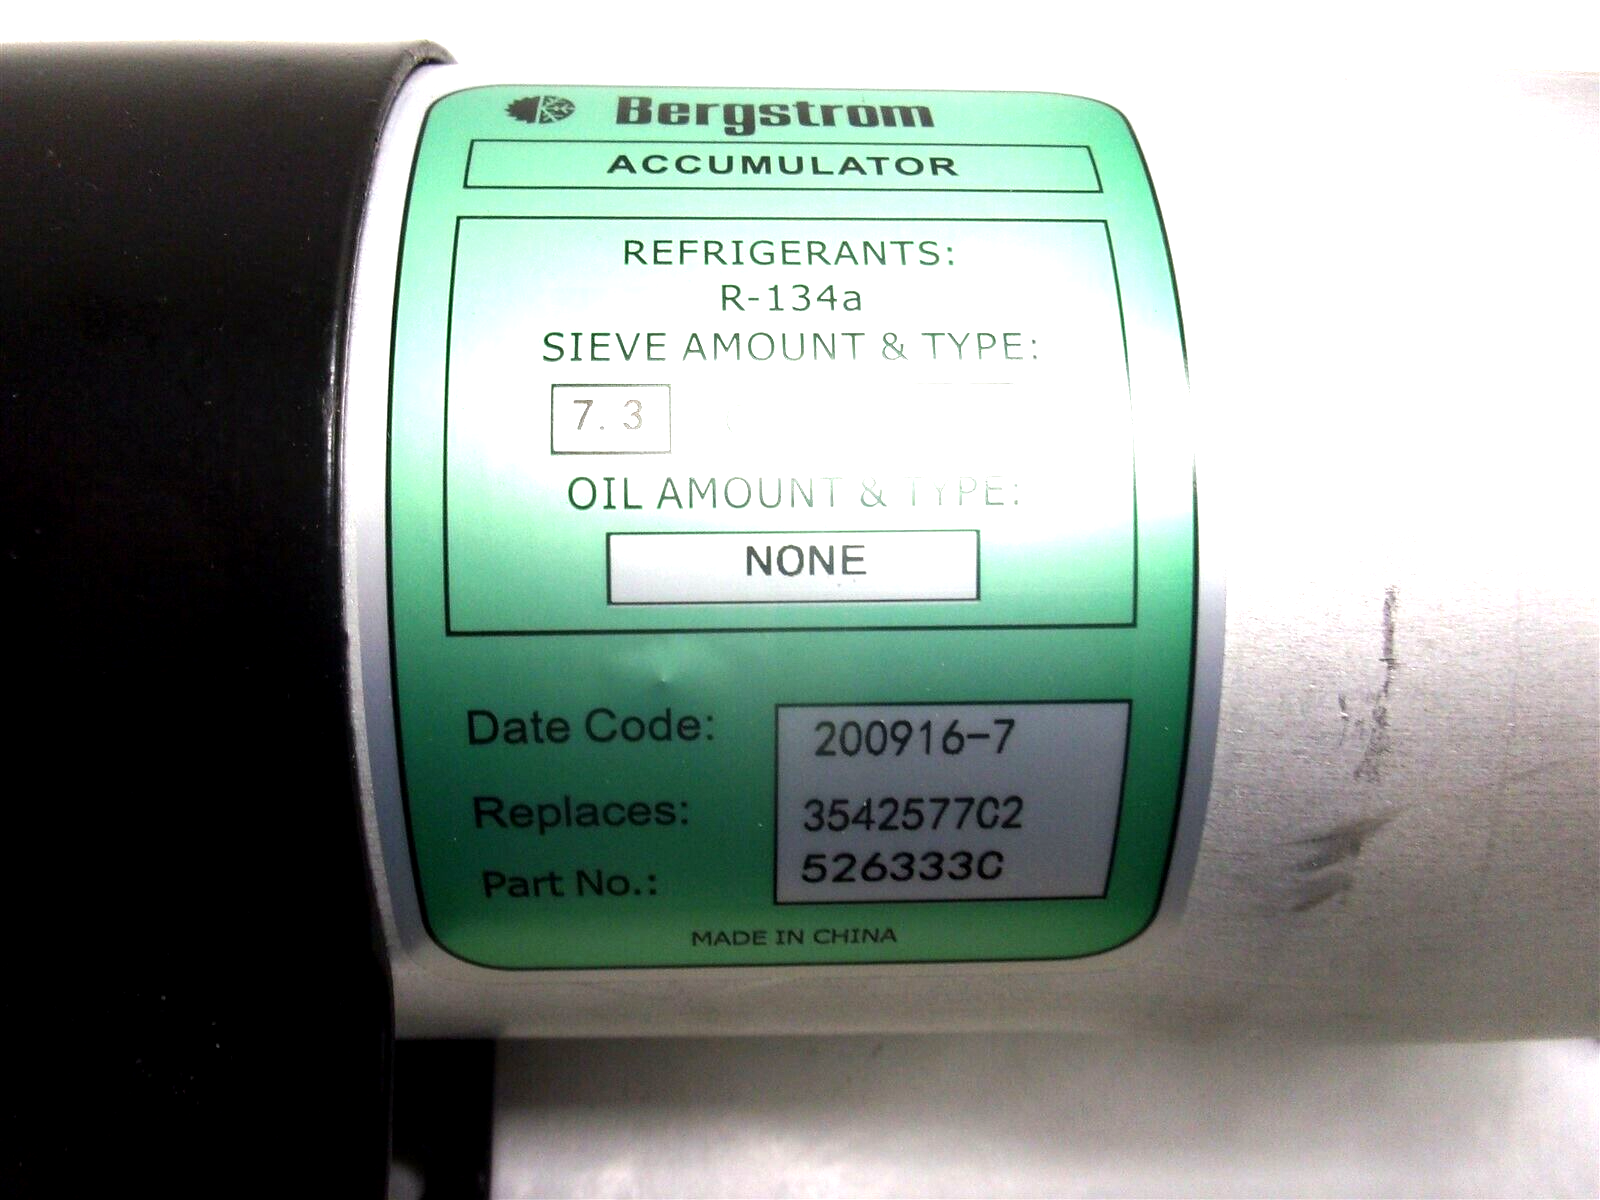 Bergstrom
ACCUMULATOR
REFRIGERANTS:
R-134a
SIEVE AMOUNT & TYPE:
7.3
OIL AMOUNT & TYPE:
NONE
Date Code: 200916-7
Replaces: 3542577C2
Part No.: 526333C
MADE IN CHINA